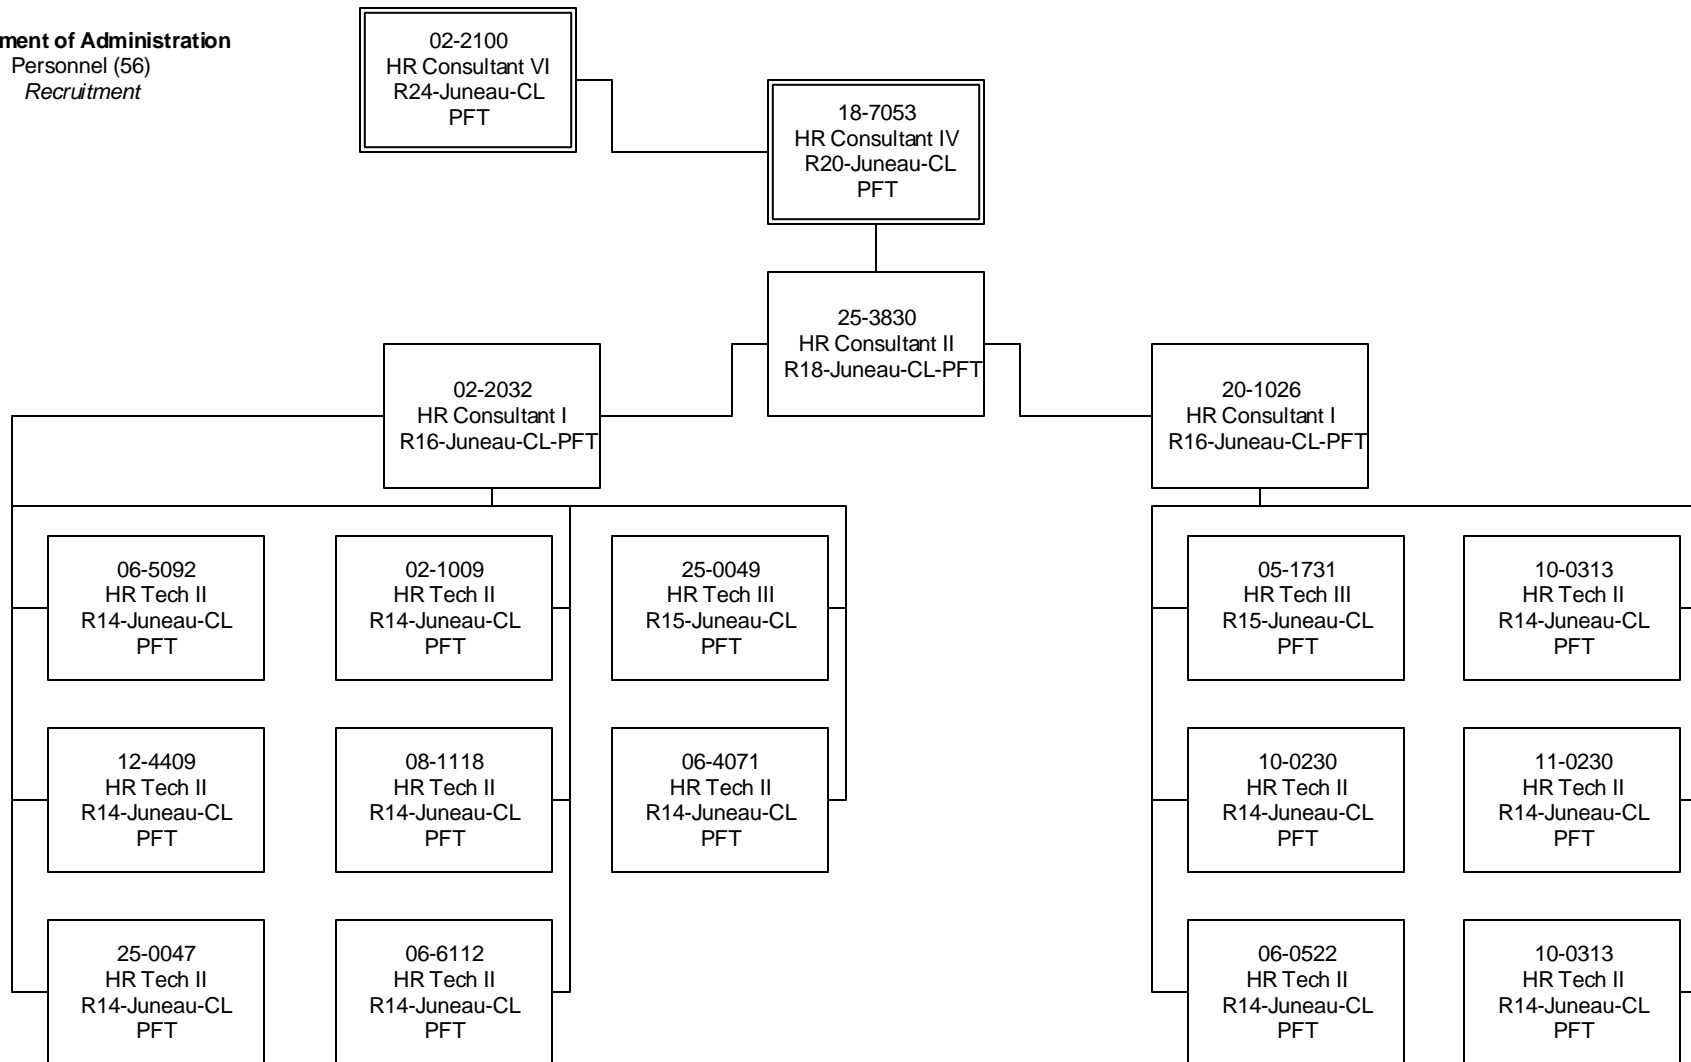 ment of Administration
Personnel (56)
Recruitment
02-2100
HR Consultant VI
R24-Juneau-CL
PFT
18-7053
HR Consultant IV
R20-Juneau-CL
PFT
25-3830
HR Consultant II
R18-Juneau-CL-PFT
02-2032
HR Consultant I
R16-Juneau-CL-PFT
20-1026
HR Consultant I
R16-Juneau-CL-PFT
06-5092
HR Tech II
R14-Juneau-CL
PFT
02-1009
HR Tech II
R14-Juneau-CL
PFT
25-0049
HR Tech III
R15-Juneau-CL
PFT
05-1731
HR Tech III
R15-Juneau-CL
PFT
10-0313
HR Tech II
R14-Juneau-CL
PFT
12-4409
HR Tech II
R14-Juneau-CL
PFT
08-1118
HR Tech II
R14-Juneau-CL
PFT
06-4071
HR Tech II
R14-Juneau-CL
PFT
10-0230
HR Tech II
R14-Juneau-CL
PFT
11-0230
HR Tech II
R14-Juneau-CL
PFT
25-0047
HR Tech II
R14-Juneau-CL
PFT
06-6112
HR Tech II
R14-Juneau-CL
PFT
06-0522
HR Tech II
R14-Juneau-CL
PFT
10-0313
HR Tech II
R14-Juneau-CL
PFT